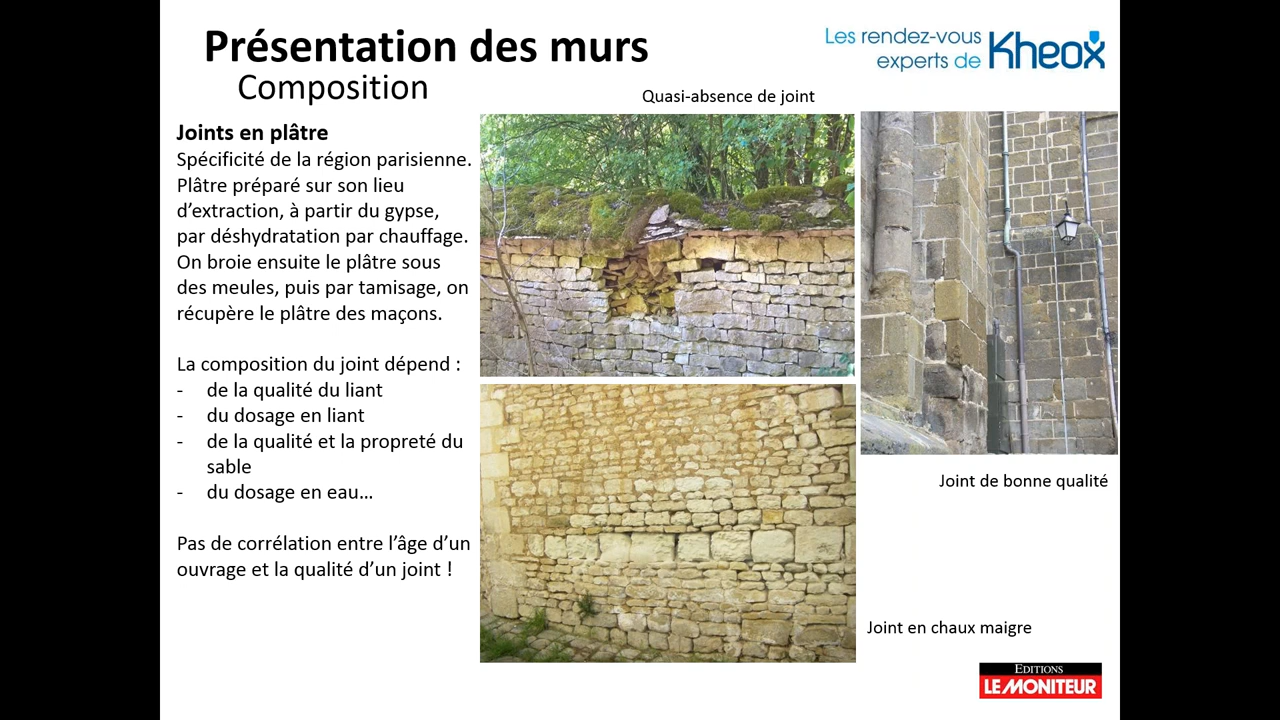 Présentation des murs
Composition
Les rendez-vous
experts de Kheox
Quasi-absence de joint
Joints en plâtre
Spécificité de la région parisienne.
Plâtre préparé sur son lieu
d’extraction, à partir du gypse,
par déshydratation par chauffage.
On broie ensuite le plâtre sous
des meules, puis par tamisage, on
récupère le plâtre des maçons.
La composition du joint dépend :
- de la qualité du liant
- du dosage en liant
- de la qualité et la propreté du
sable
- du dosage en eau…
Pas de corrélation entre l’âge d’un
ouvrage et la qualité d’un joint !
Joint de bonne qualité
Joint en chaux maigre
EDITIONS
LE MONITEUR